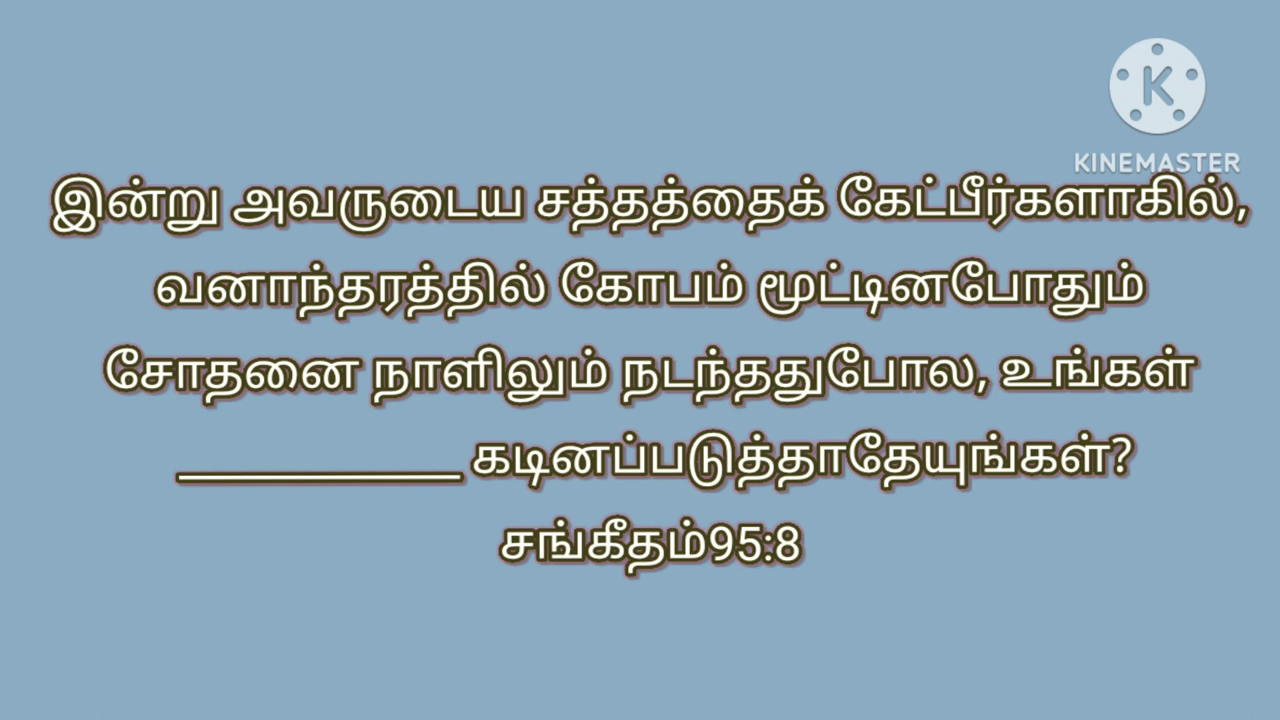 K
KINEMASTER
இன்று அவருடைய சத்தத்தைக் கேட்பீர்களாகில்,
வனாந்தரத்தில் கோபம் மூட்டினபோதும்
சோதனை நாளிலும் நடந்ததுபோல, உங்கள்
____________ கடினப்படுத்தாதேயுங்கள்?
சங்கீதம்95:8